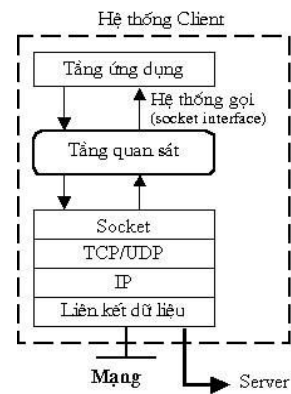 Hệ thống Client
Tầng ứng dụng
Hệ thống gọi
(socket interface)
Tầng quan sát
Socket
TCP/UDP
IP
Liên kết dữ liệu
Mạng
Server